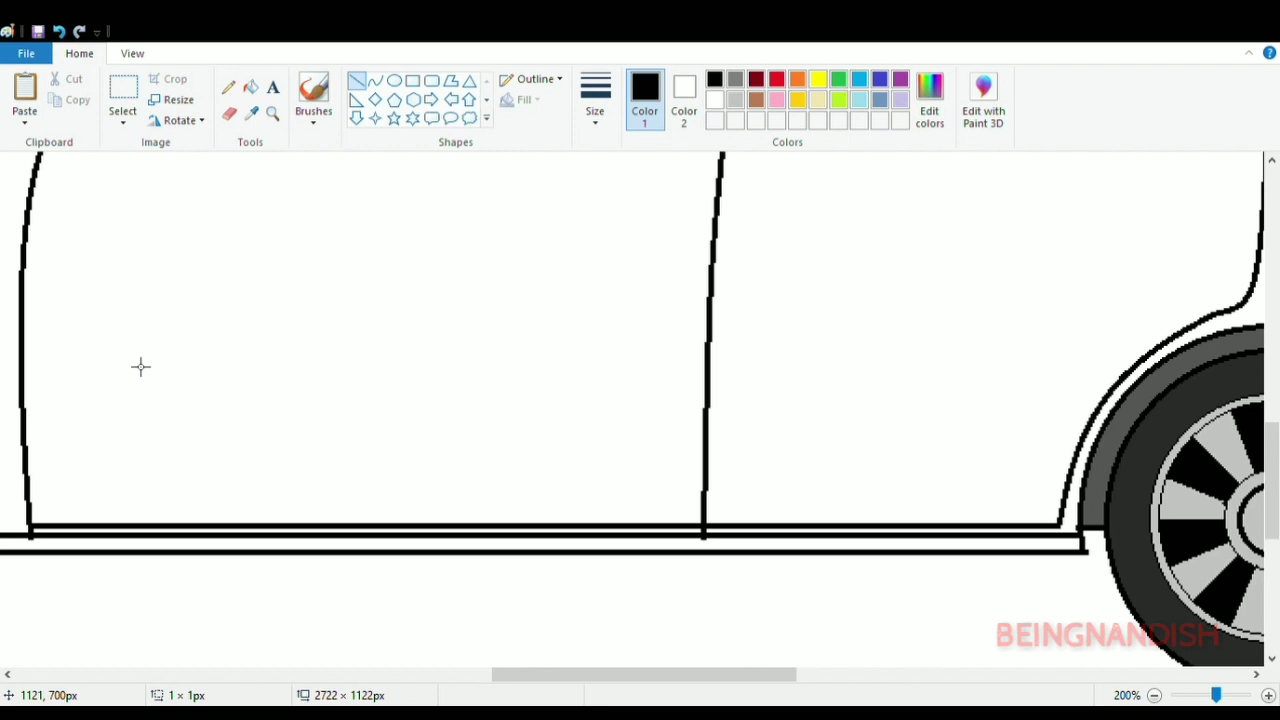 File Home View
Paste Cut Copy Clipboard
Select Crop Resize Rotate Image
A Tools
Brushes
Outline Fill Shapes
Size
Color 1 Color 2 Edit colors Colors
Edit with Paint 3D
BEINGNANDISH
1121, 700px 1 × 1px 2722 × 1122px 200%